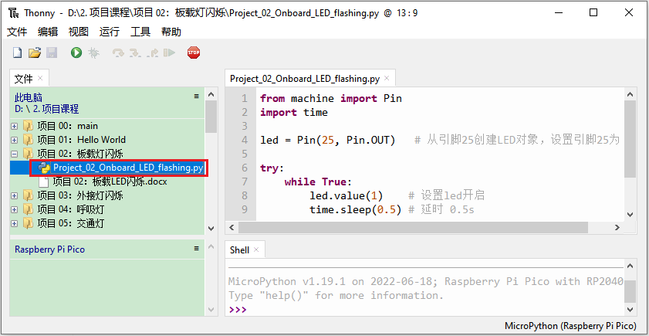 Thonny - D:\2. 项目课程\项目 02: 板载灯闪烁\Project_02_Onboard_LED_flashing.py @ 13 : 9
文件 编辑 视图 运行 工具 帮助
STOP
文件
此电脑
D: \ 2. 项目课程
项目 00: main
项目 01: Hello World
项目 02: 板载灯闪烁
Project_02_Onboard_LED_flashing.py
项目 02: 板载LED闪烁.docx
项目 03: 外接灯闪烁
项目 04: 呼吸灯
项目 05: 交通灯
Raspberry Pi Pico
Project_02_Onboard_LED_flashing.py
1 from machine import Pin
2 import time
3
4 led = Pin(25, Pin.OUT) # 从引脚25创建LED对象, 设置引脚25为
5
6 try:
7 while True:
8 led.value(1) # 设置led开启
9 time.sleep(0.5) # 延时 0.5s
Shell
MicroPython v1.19.1 on 2022-06-18; Raspberry Pi Pico with RP2040
Type "help()" for more information.
>>>
MicroPython (Raspberry Pi Pico)